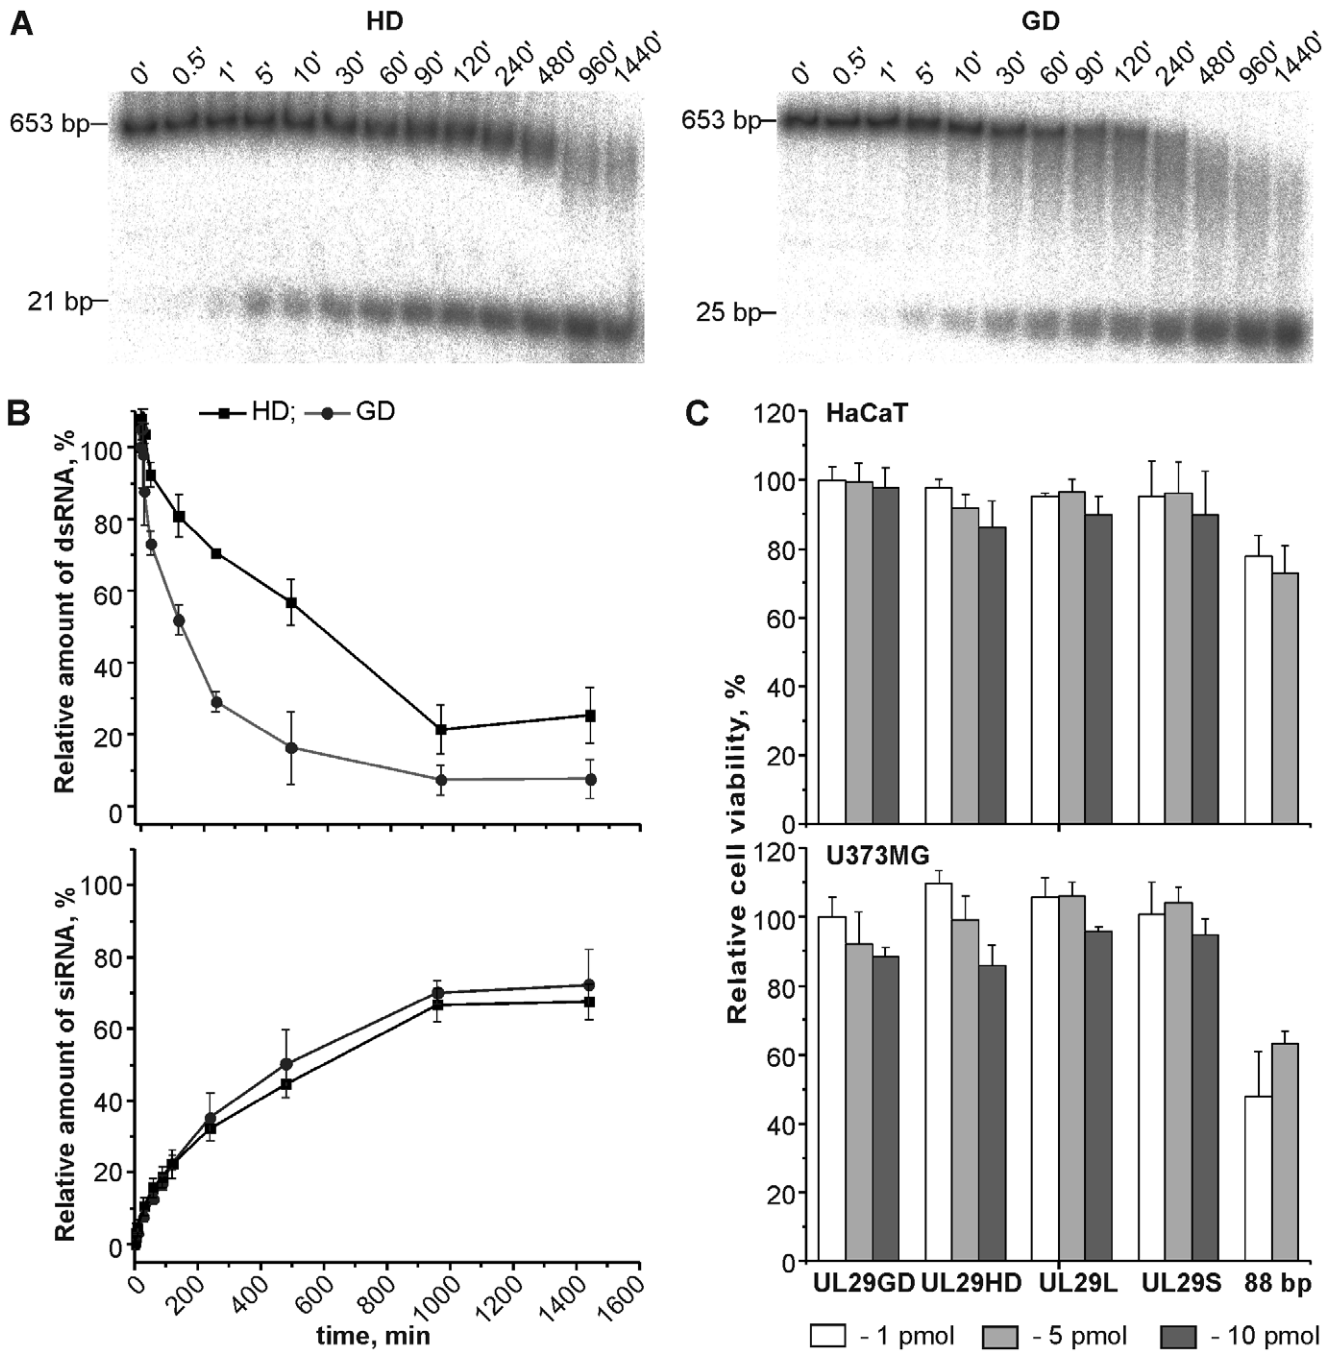 A
HD
GD
0' 0.5' 1' 5' 10' 30' 60' 90' 120' 240' 480' 960' 1440'
0' 0.5' 1' 5' 10' 30' 60' 90' 120' 240' 480' 960' 1440'
653 bp
21 bp
653 bp
25 bp
B
HD; GD
Relative amount of dsRNA, %
100
80
60
40
20
0
Relative amount of siRNA, %
100
80
60
40
20
0
0 200 400 600 800 1000 1200 1400 1600
time, min
C
HaCaT
Relative cell viability, %
120
100
80
60
40
20
0
U373MG
120
100
80
60
40
20
0
UL29GD UL29HD UL29L UL29S 88 bp
- 1 pmol - 5 pmol - 10 pmol